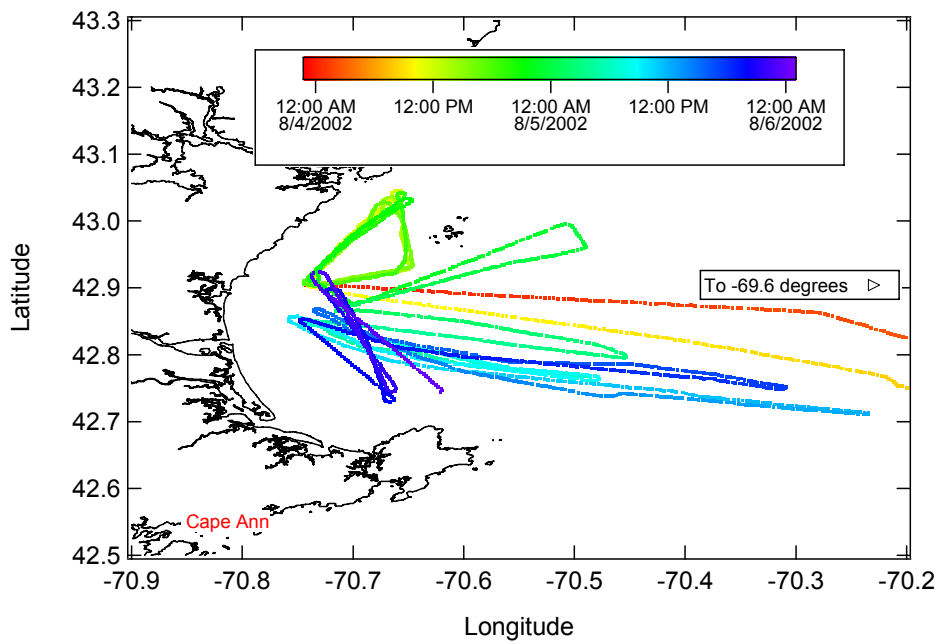 43.3
43.2
43.1
43.0
42.9
42.8
42.7
42.6
42.5
Latitude
12:00 AM 12:00 PM 12:00 AM 12:00 PM 12:00 AM
8/4/2002 8/5/2002 8/6/2002
To -69.6 degrees
Cape Ann
-70.9 -70.8 -70.7 -70.6 -70.5 -70.4 -70.3 -70.2
Longitude